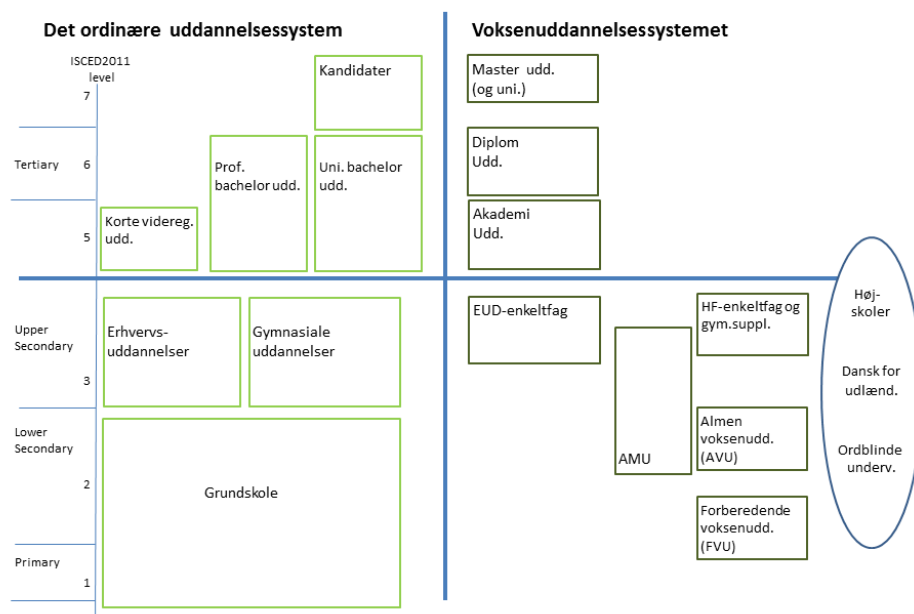 Det ordinære uddannelsessystem
Voksenuddannelsessystemet
ISCED2011
level
7
Tertiary
6
5
Upper
Secondary
3
Lower
Secondary
2
Primary
1
Kandidater
Prof.
bachelor udd.
Uni. bachelor
udd.
Korte videreg.
udd.
Erhvervs-
uddannelser
Gymnasiale
uddannelser
Grundskole
Master udd.
(og uni.)
Diplom
Udd.
Akademi
Udd.
EUD-enkeltfag
HF-enkeltfag og
gym.suppl.
AMU
Almen
voksenudd.
(AVU)
Forberedende
voksenudd.
(FVU)
Høj-
skoler
Dansk for
udlænd.
Ordblinde
underv.